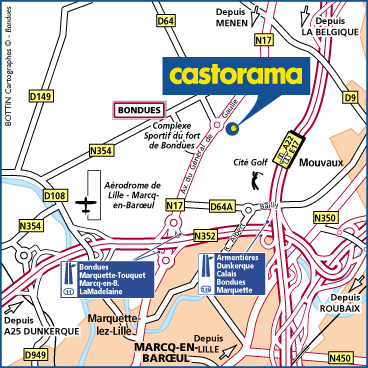 BOTTIN Cartographes © - Bondues
D64
Depuis
MENEN
N17
Depuis
LA BELGIQUE
castorama
D149
BONDUES
D9
Complexe
Sportif du fort
de Bondues
Av. du Général de Gaulle
A22
E17
N354
Cité Golf
Mouvaux
D108
Aérodrome de
Lille - Marcq-
en-Barœul
N17
D64A
Bailly
N350
N354
N352
R. Albert
Bondues
Marquette-Touquet
Marcq-en-B.
LaMadelaine
11
Armentières
Dunkerque
Calais
Bondues
Marquette
Depuis
ROUBAIX
Depuis
A25 DUNKERQUE
Marquette-
lez-Lille
Depuis
LILLE
MARCQ-EN-
BARŒUL
D949
N450